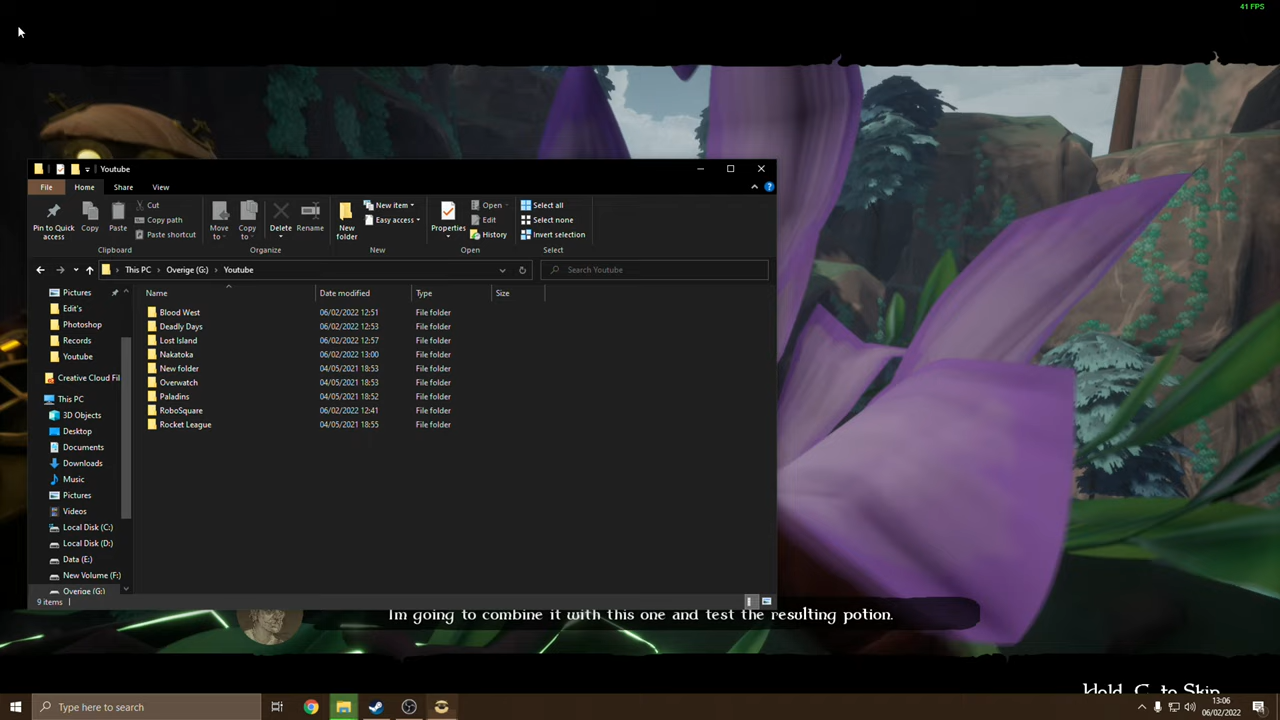 41 FPS
Youtube
File Home Share View
Pin to Quick access
Copy
Paste
Cut
Copy path
Paste shortcut
Clipboard
Move to
Copy to
Delete
Rename
Organize
New folder
New item
Easy access
New
Properties
Open
Edit
History
Open
Select all
Select none
Invert selection
Select
This PC Overige (G:) Youtube
Search Youtube
Pictures
Edit's
Photoshop
Records
Youtube
Creative Cloud Fil
This PC
3D Objects
Desktop
Documents
Downloads
Music
Pictures
Videos
Local Disk (C:)
Local Disk (D:)
Data (E:)
New Volume (F:)
Overige (G:)
Name Date modified Type Size
Blood West 06/02/2022 12:51 File folder
Deadly Days 06/02/2022 12:53 File folder
Lost Island 06/02/2022 12:57 File folder
Nakatoka 06/02/2022 13:00 File folder
New folder 04/05/2021 18:53 File folder
Overwatch 04/05/2021 18:53 File folder
Paladins 04/05/2021 18:52 File folder
RoboSquare 06/02/2022 12:41 File folder
Rocket League 04/05/2021 18:55 File folder
9 items
I'm going to combine it with this one and test the resulting potion.
Hold C to Skip
Type here to search
13:06
06/02/2022